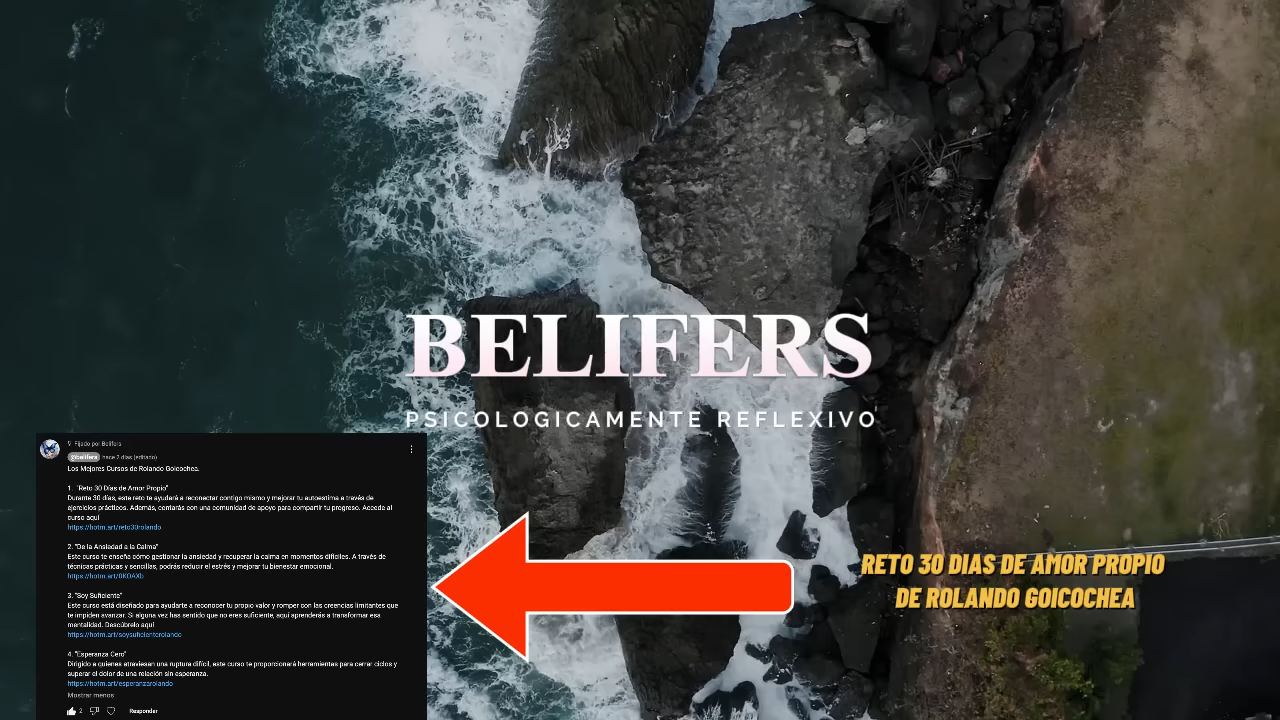 BELIFERS
PSICOLOGICAMENTE REFLEXIVO
Fijado por Belifers
@belifers hace 2 días (editado)
Los Mejores Cursos de Rolando Goicochea.
1. "Reto 30 Días de Amor Propio"
Durante 30 días, este reto te ayudará a reconectar contigo mismo y mejorar tu autoestima a través de
ejercicios prácticos. Además, contarás con una comunidad de apoyo para compartir tu progreso. Accede al
curso aquí
https://hotm.art/reto30rolando
2. "De la Ansiedad a la Calma"
Este curso te enseña cómo gestionar la ansiedad y recuperar la calma en momentos difíciles. A través de
técnicas prácticas y sencillas, podrás reducir el estrés y mejorar tu bienestar emocional.
https://hotm.art/0KOAXb
3. "Soy Suficiente"
Este curso está diseñado para ayudarte a reconocer tu propio valor y romper con las creencias limitantes que
te impiden avanzar. Si alguna vez has sentido que no eres suficiente, aquí aprenderás a transformar esa
mentalidad. Descúbrelo aquí
https://hotm.art/soysuficienterolando
4. "Esperanza Cero"
Dirigido a quienes atraviesan una ruptura difícil, este curso te proporcionará herramientas para cerrar ciclos y
superar el dolor de una relación sin esperanza.
https://hotm.art/esperanzarolando
Mostrar menos
2 Responder
RETO 30 DIAS DE AMOR PROPIO
DE ROLANDO GOICOCHEA